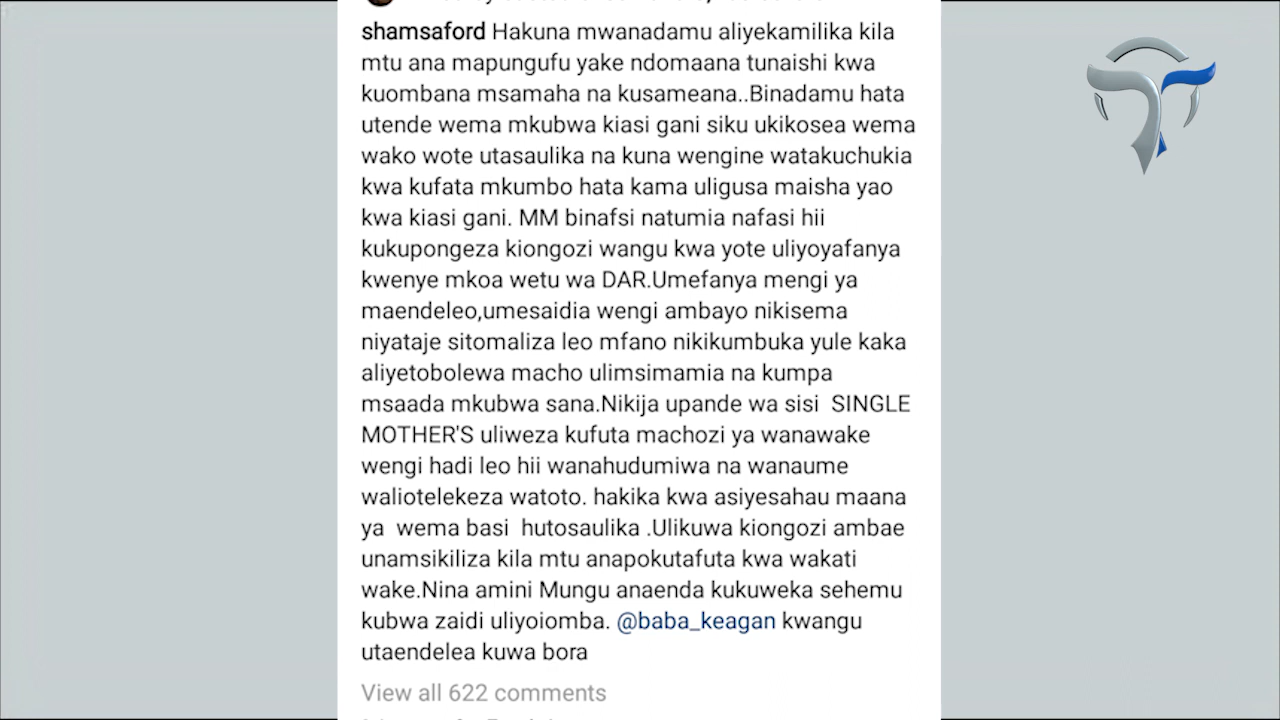 shamsaford Hakuna mwanadamu aliyekamilika kila
mtu ana mapungufu yake ndomaana tunaishi kwa
kuombana msamaha na kusameana..Binadamu hata
utende wema mkubwa kiasi gani siku ukikosea wema
wako wote utasaulika na kuna wengine watakuchukia
kwa kufata mkumbo hata kama uligusa maisha yao
kwa kiasi gani. MM binafsi natumia nafasi hii
kukupongeza kiongozi wangu kwa yote uliyoyafanya
kwenye mkoa wetu wa DAR.Umefanya mengi ya
maendeleo,umesaidia wengi ambayo nikisema
niyataje sitomaliza leo mfano nikikumbuka yule kaka
aliyetobolewa macho ulimsimamia na kumpa
msaada mkubwa sana.Nikija upande wa sisi  SINGLE
MOTHER'S uliweza kufuta machozi ya wanawake
wengi hadi leo hii wanahudumiwa na wanaume
waliotelekeza watoto. hakika kwa asiyesahau maana
ya  wema basi  hutosaulika .Ulikuwa kiongozi ambae
unamsikiliza kila mtu anapokutafuta kwa wakati
wake.Nina amini Mungu anaenda kukuweka sehemu
kubwa zaidi uliyoiomba. @baba_keagan kwangu
utaendelea kuwa bora
View all 622 comments